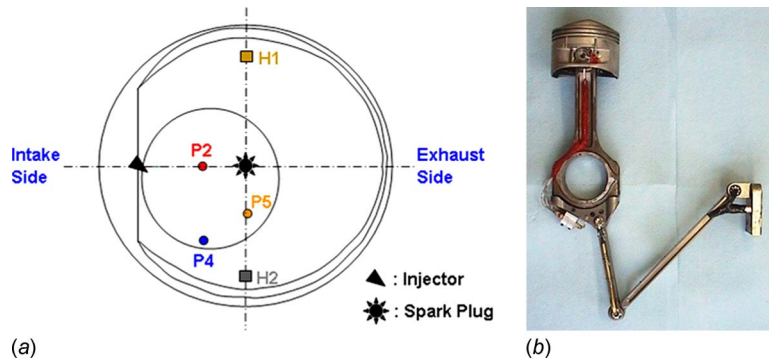 H1
Intake
Side
P2
Exhaust
Side
P5
P4
H2
: Injector
: Spark Plug
(a)
(b)